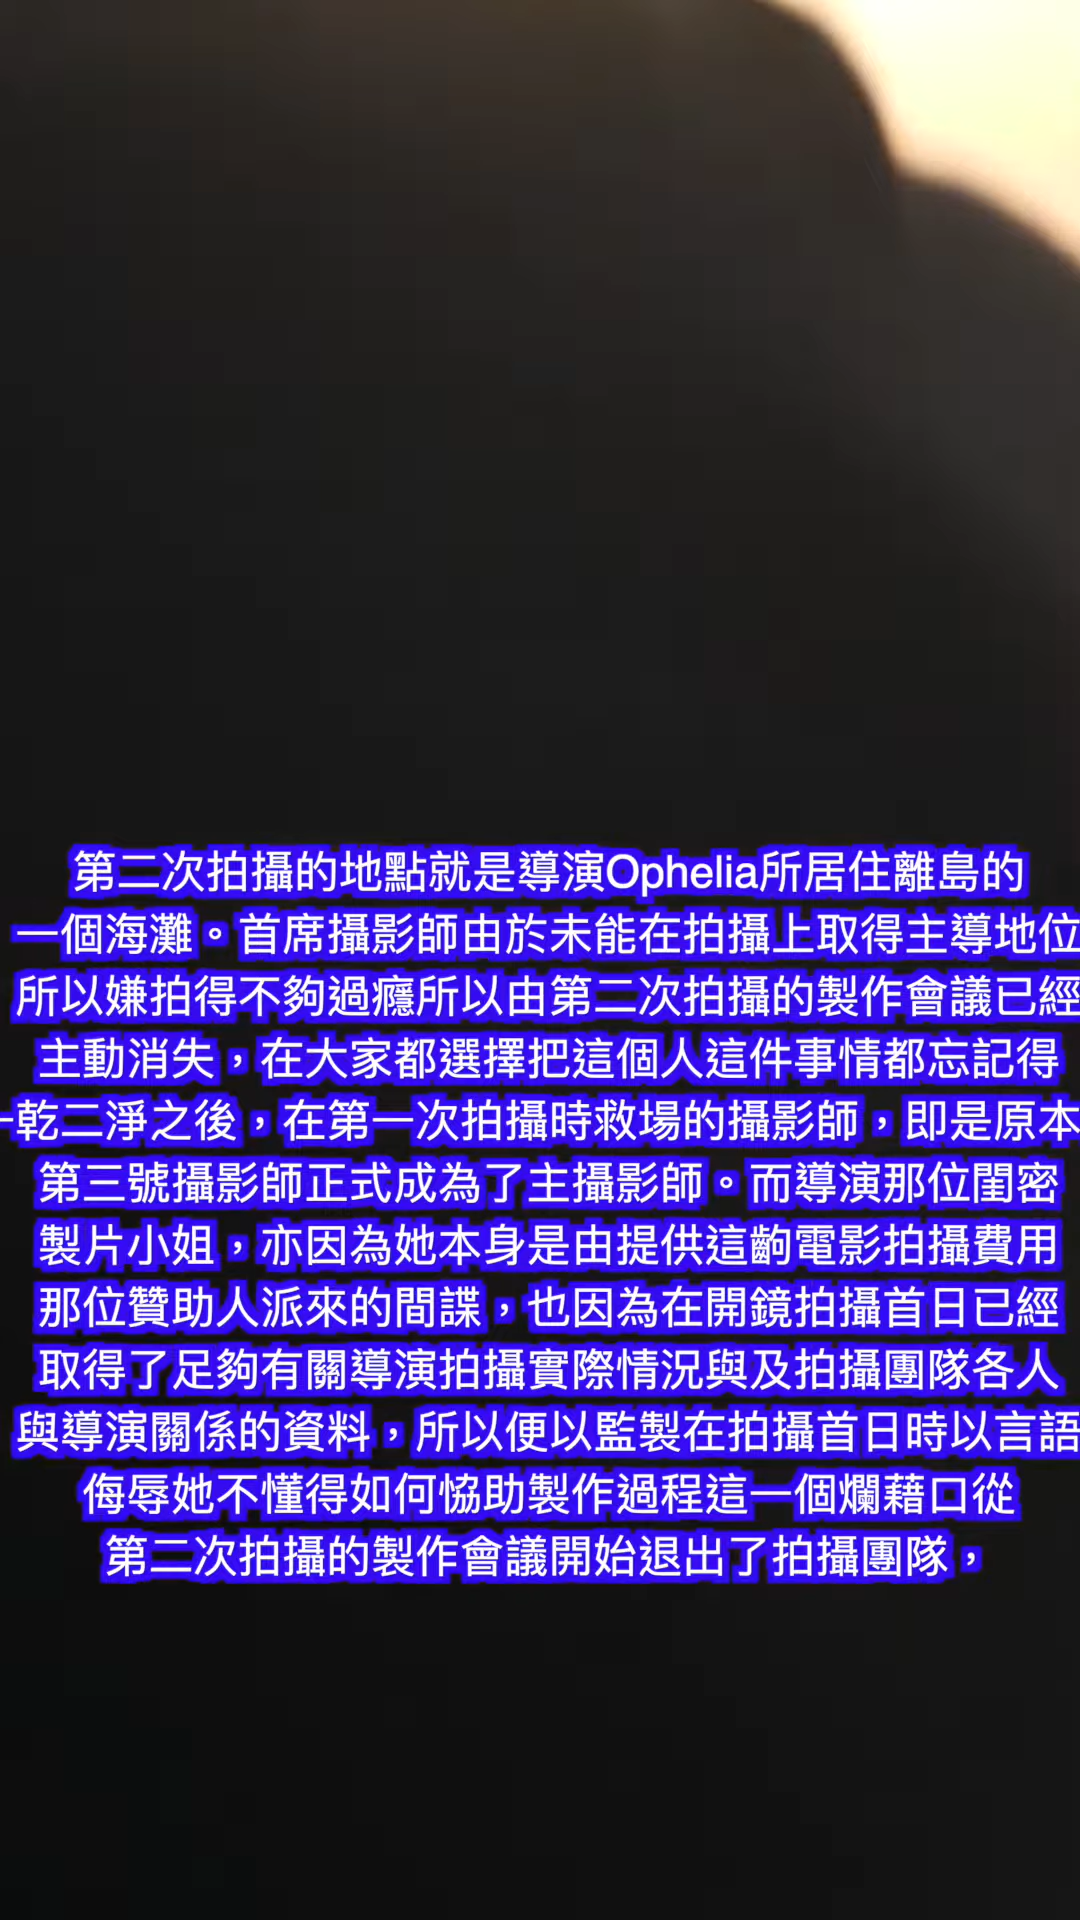 第二次拍攝的地點就是導演Ophelia所居住離島的
一個海灘。首席攝影師由於未能在拍攝上取得主導地位
所以嫌拍得不夠過癮所以由第二次拍攝的製作會議已經
主動消失，在大家都選擇把這個人這件事情都忘記得
一乾二淨之後，在第一次拍攝時救場的攝影師，即是原本
第三號攝影師正式成為了主攝影師。而導演那位閨密
製片小姐，亦因為她本身是由提供這齣電影拍攝費用
那位贊助人派來的間諜，也因為在開鏡拍攝首日已經
取得了足夠有關導演拍攝實際情況與及拍攝團隊各人
與導演關係的資料，所以便以監製在拍攝首日時以言語
侮辱她不懂得如何恊助製作過程這一個爛藉口從
第二次拍攝的製作會議開始退出了拍攝團隊，